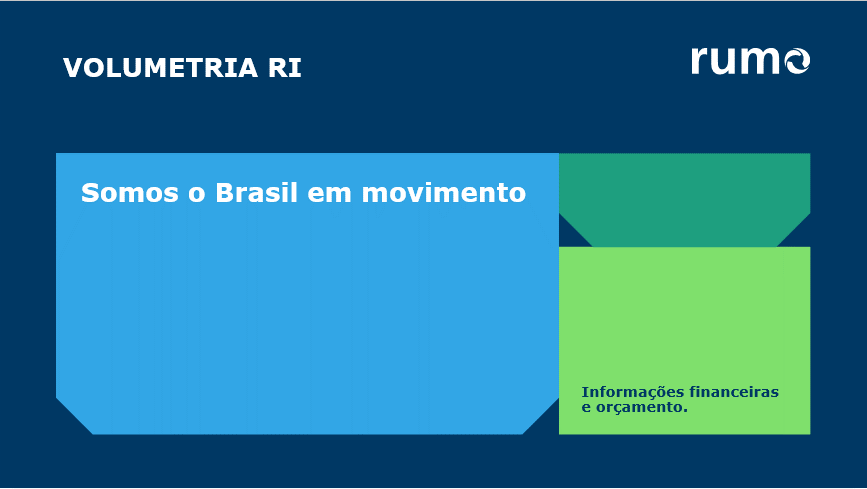 VOLUMETRIA RI
rumo
Somos o Brasil em movimento
Informações financeiras
e orçamento.